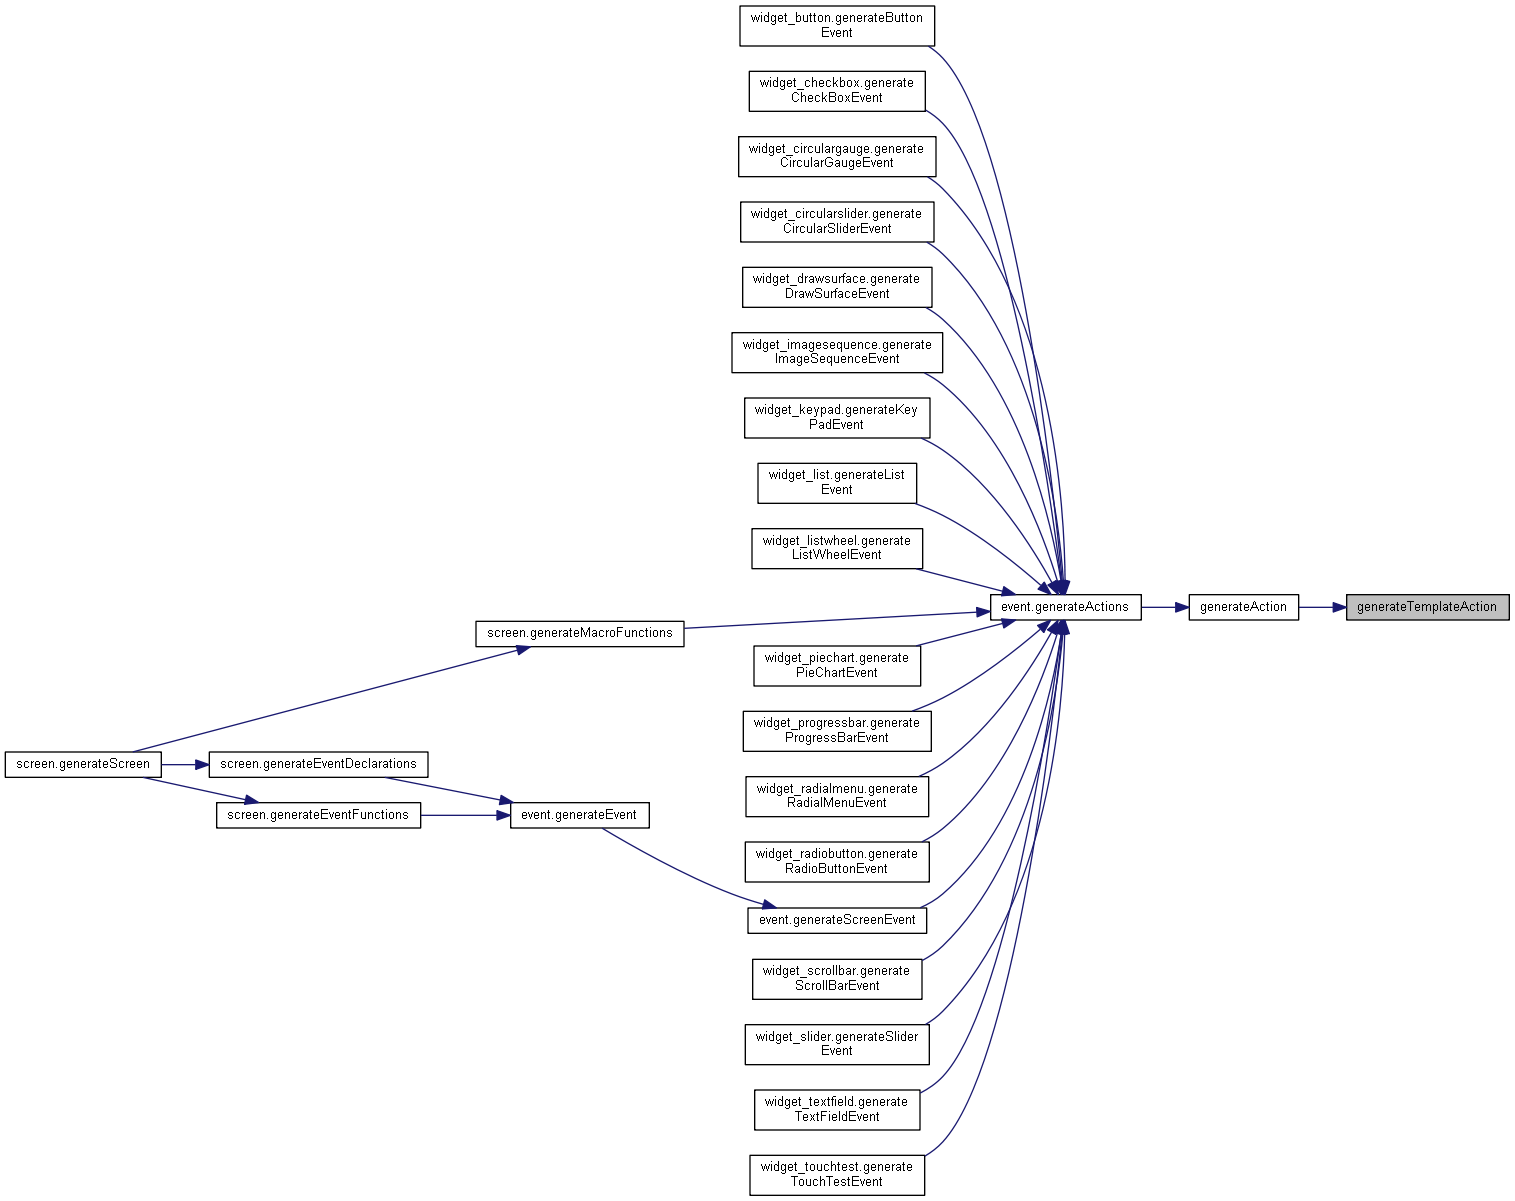 widget_button.generateButton
Event
widget_checkbox.generate
CheckBoxEvent
widget_circulargauge.generate
CircularGaugeEvent
widget_circularslider.generate
CircularSliderEvent
widget_drawsurface.generate
DrawSurfaceEvent
widget_imagesequence.generate
ImageSequenceEvent
widget_keypad.generateKey
PadEvent
widget_list.generateList
Event
widget_listwheel.generate
ListWheelEvent
event.generateActions
generateAction
generateTemplateAction
screen.generateMacroFunctions
widget_piechart.generate
PieChartEvent
widget_progressbar.generate
ProgressBarEvent
screen.generateScreen
screen.generateEventDeclarations
widget_radialmenu.generate
RadialMenuEvent
screen.generateEventFunctions
event.generateEvent
widget_radiobutton.generate
RadioButtonEvent
event.generateScreenEvent
widget_scrollbar.generate
ScrollBarEvent
widget_slider.generateSlider
Event
widget_textfield.generate
TextFieldEvent
widget_touchtest.generate
TouchTestEvent